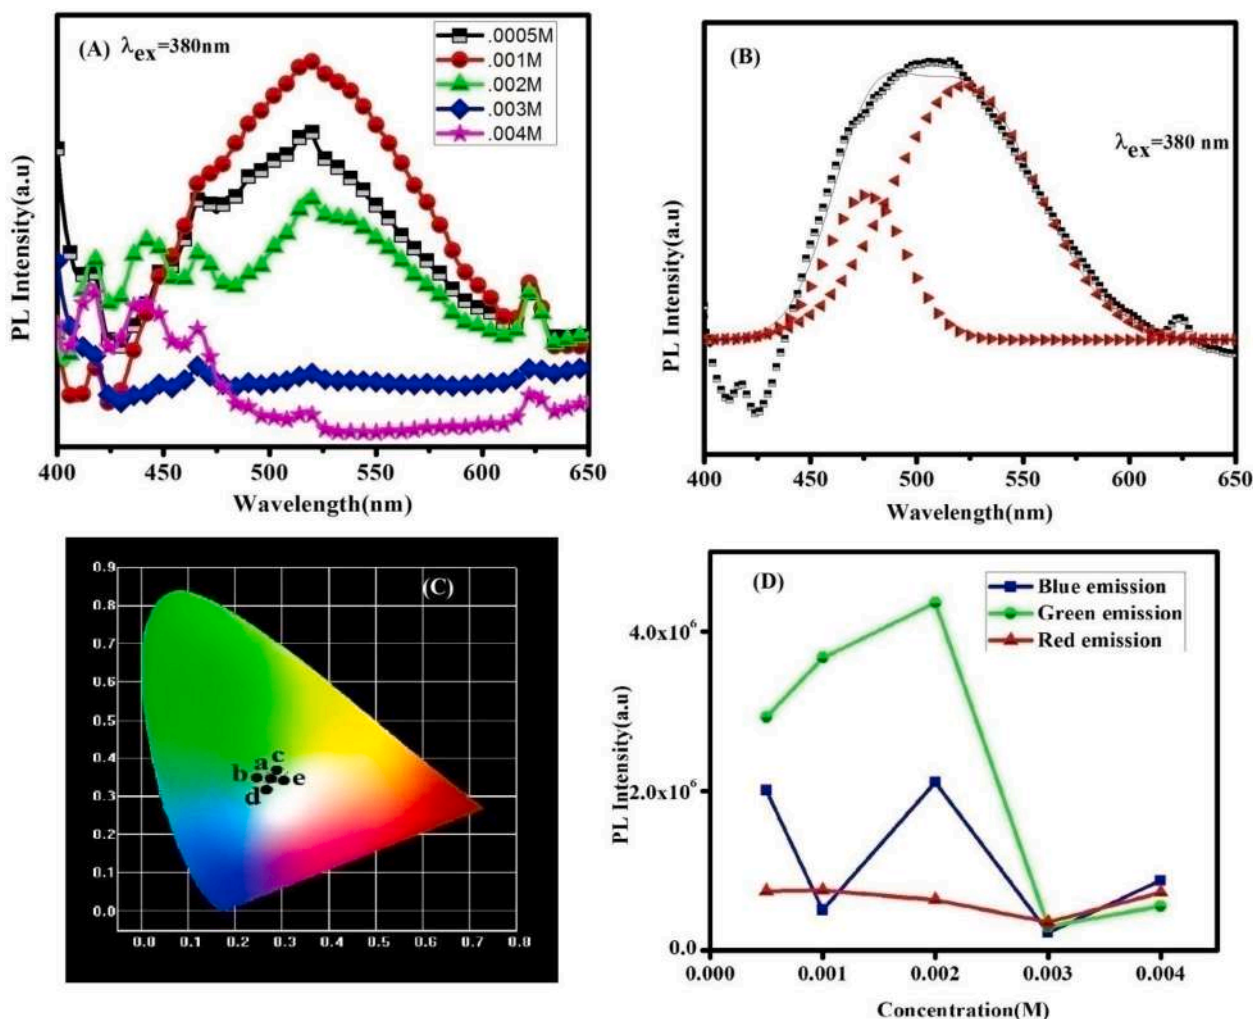 (A) λex=380nm
.0005M
.001M
.002M
.003M
.004M
PL Intensity(a.u)
400 450 500 550 600 650
Wavelength(nm)
(B)
λex=380 nm
PL Intensity(a.u)
400 450 500 550 600 650
Wavelength(nm)
(C)
0.9
0.8
0.7
0.6
0.5
0.4
0.3
0.2
0.1
0.0
a c
b e
d
0.0 0.1 0.2 0.3 0.4 0.5 0.6 0.7 0.8
(D)
Blue emission
Green emission
Red emission
4.0x10⁶
2.0x10⁶
0.0
PL Intensity(a.u)
0.000 0.001 0.002 0.003 0.004
Concentration(M)